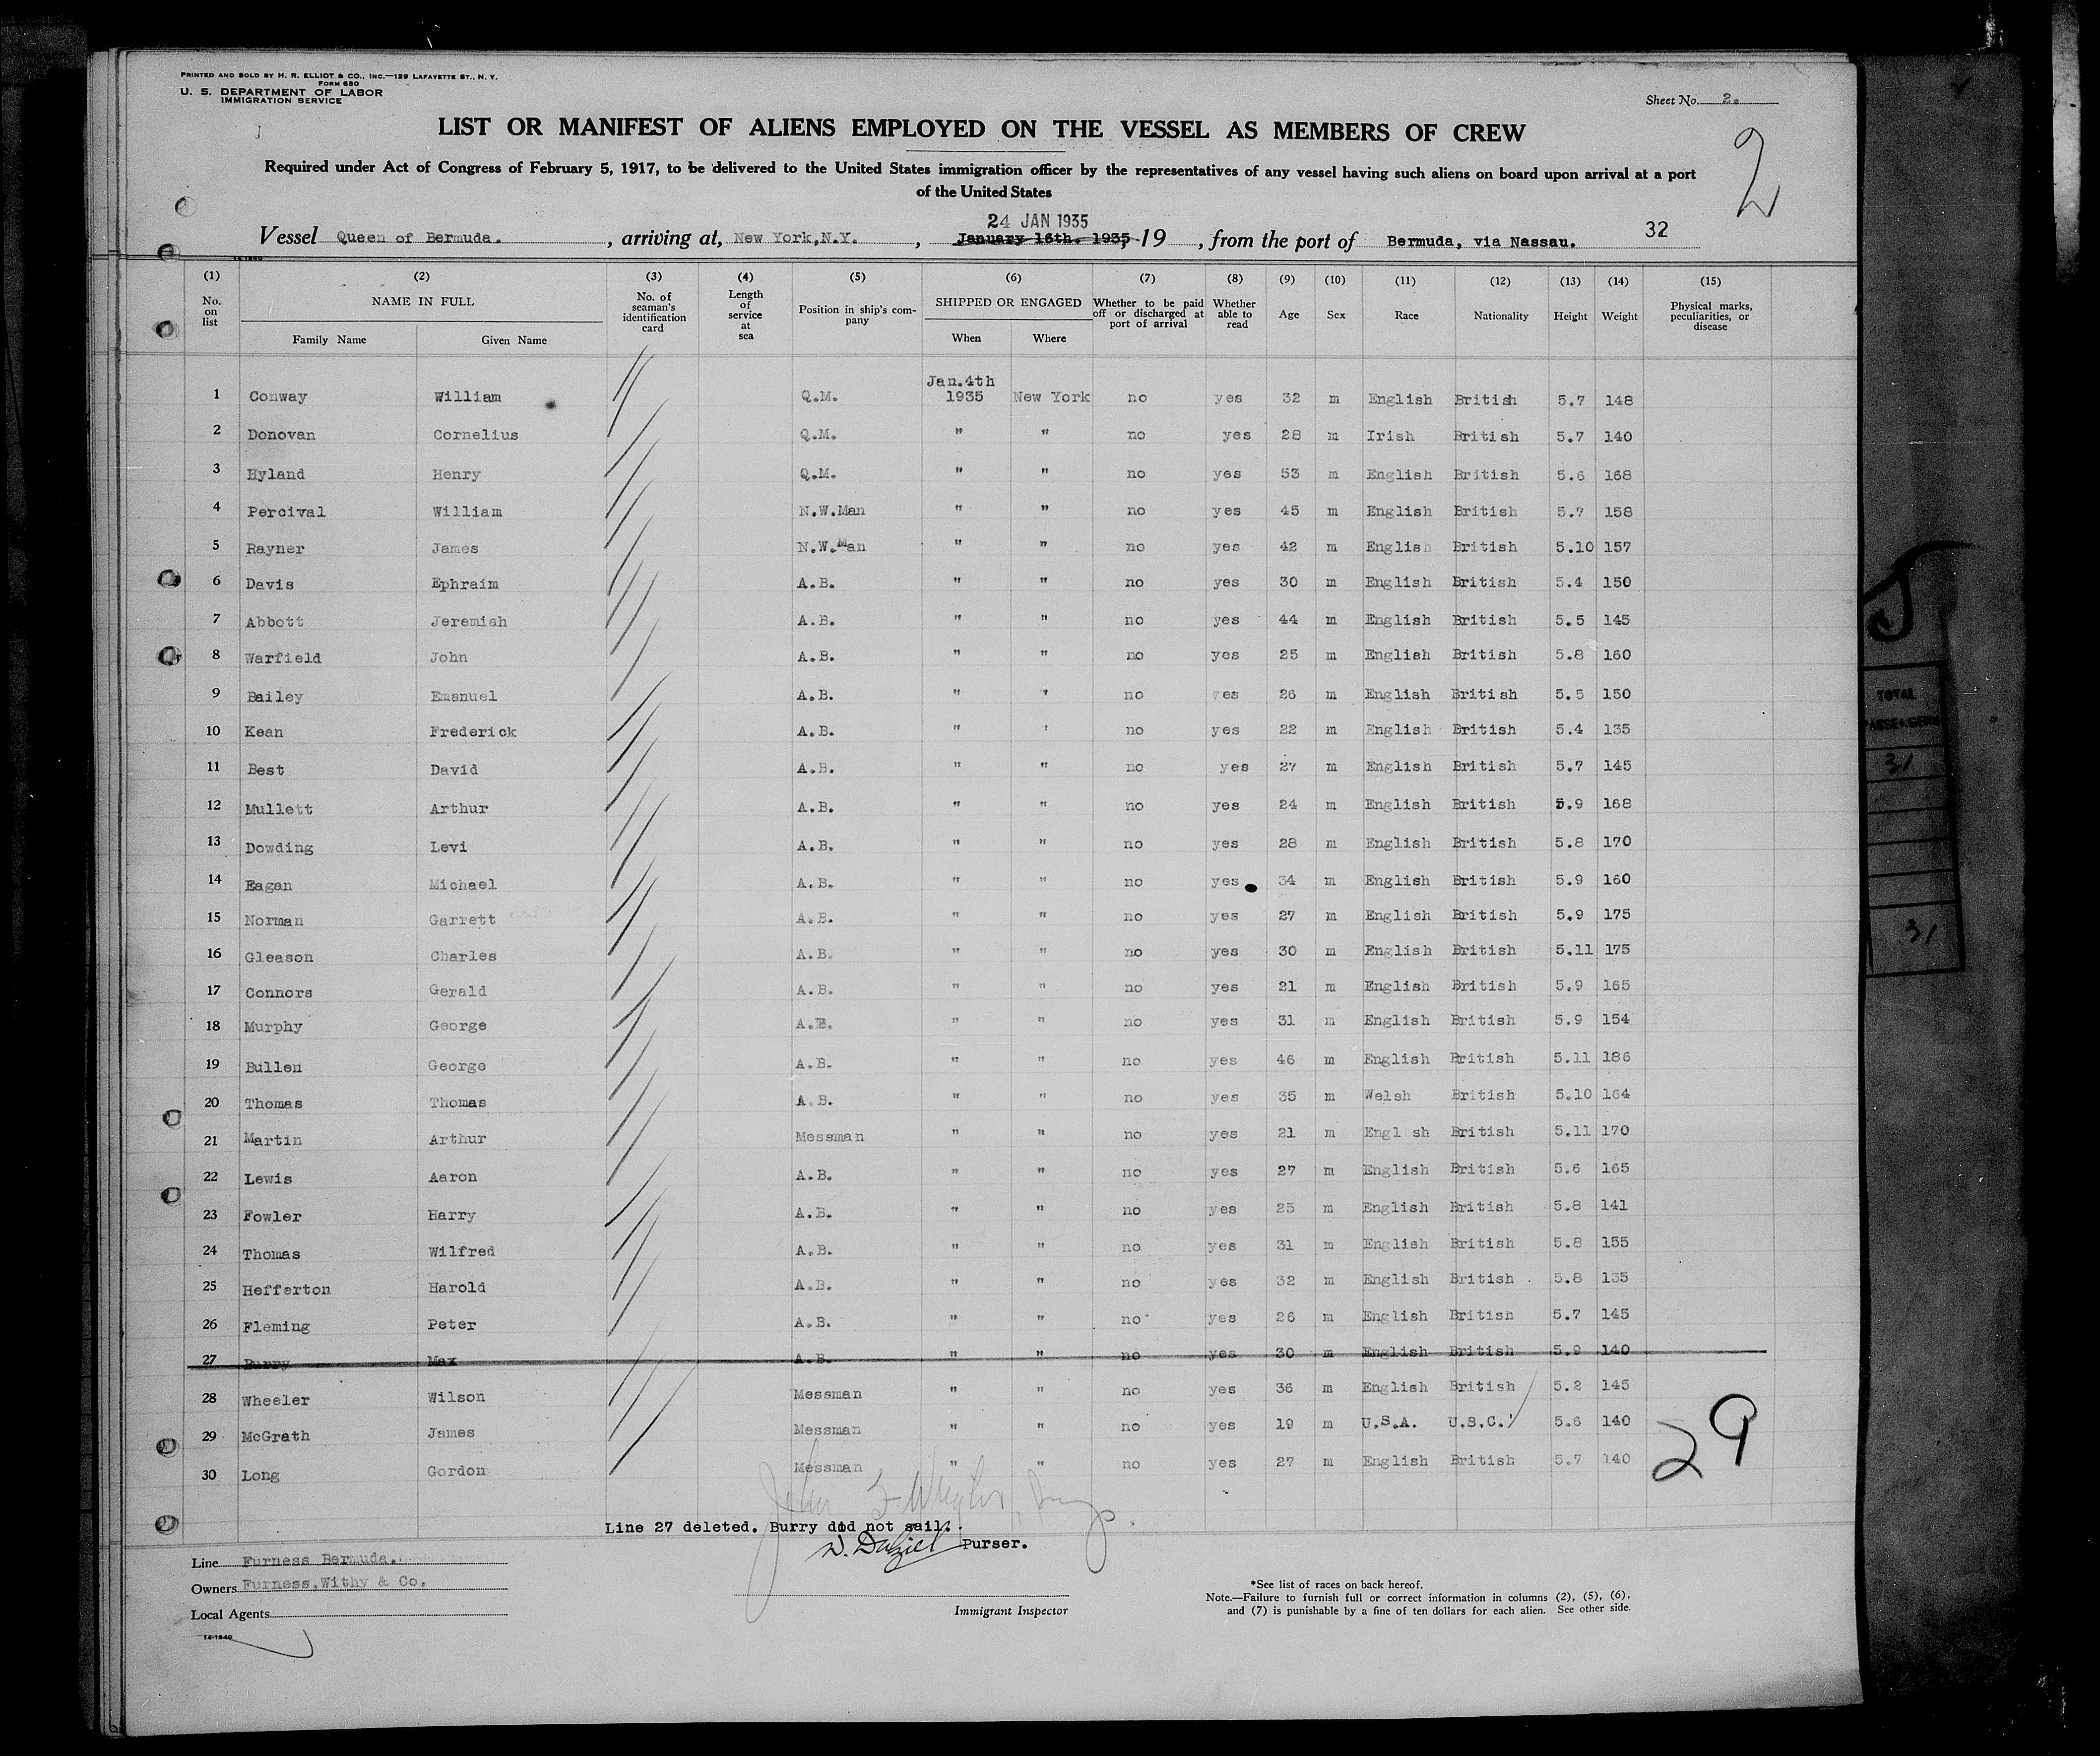 PRINTED AND SOLD BY H. R. ELLIOT & CO., INC.—129 LAFAYETTE ST., N. Y.
FORM 680
U. S. DEPARTMENT OF LABOR
IMMIGRATION SERVICE
Sheet No. 2.
LIST OR MANIFEST OF ALIENS EMPLOYED ON THE VESSEL AS MEMBERS OF CREW
2
Required under Act of Congress of February 5, 1917, to be delivered to the United States immigration officer by the representatives of any vessel having such aliens on board upon arrival at a port
of the United States
24 JAN 1935
Vessel Queen of Bermuda. , arriving at, New York,N.Y. , January 16th. 1935, 19 , from the port of Bermuda, via Nassau. 32
14-1240
(1) (2) (3) (4) (5) (6) (7) (8) (9) (10) (11) (12) (13) (14) (15)
No. on list NAME IN FULL Family Name Given Name No. of seaman's identification card Length of service at sea Position in ship's company SHIPPED OR ENGAGED When Where Whether to be paid off or discharged at port of arrival Whether able to read Age Sex Race Nationality Height Weight Physical marks, peculiarities, or disease
1 Conway William Q.M. Jan.4th 1935 New York no yes 32 m English British 5.7 148
2 Donovan Cornelius Q.M. " " no yes 28 m Irish British 5.7 140
3 Hyland Henry Q.M. " " no yes 53 m English British 5.6 168
4 Percival William N.W.Man " " no yes 45 m English British 5.7 158
5 Rayner James N.W.Man " " no yes 42 m English British 5.10 157
6 Davis Ephraim A.B. " " no yes 30 m English British 5.4 150
7 Abbott Jeremiah A.B. " " no yes 44 m English British 5.5 145
8 Warfield John A.B. " " no yes 25 m English British 5.8 160
9 Bailey Emanuel A.B. " ' no yes 26 m English British 5.5 150
10 Kean Frederick A.B. " ' no yes 22 m English British 5.4 135
11 Best David A.B. " " no yes 27 m English British 5.7 145
12 Mullett Arthur A.B. " " no yes 24 m English British 5.9 168
13 Dowding Levi A.B. " " no yes 28 m English British 5.8 170
14 Eagan Michael A.B. " " no yes 34 m English British 5.9 160
15 Norman Garrett A.B. " " no yes 27 m English British 5.9 175
16 Gleason Charles A.B. " " no yes 30 m English British 5.11 175
17 Connors Gerald A.B. " " no yes 21 m English British 5.9 165
18 Murphy George A.B. " " no yes 31 m English British 5.9 154
19 Bullen George A.B. " " no yes 46 m English British 5.11 186
20 Thomas Thomas A.B. " " no yes 35 m Welsh British 5.10 164
21 Martin Arthur Messman " " no yes 21 m Engl sh British 5.11 170
22 Lewis Aaron A.B. " " no yes 27 m English British 5.6 165
23 Fowler Harry A.B. " " no yes 25 m English British 5.8 141
24 Thomas Wilfred A.B. " " no yes 31 m English British 5.8 155
25 Hefferton Harold A.B. " " no yes 32 m English British 5.8 135
26 Fleming Peter A.B. " " no yes 26 m English British 5.7 145
27 Burry Max A.B. " " no yes 30 m English British 5.9 140
28 Wheeler Wilson Messman " " no yes 36 m English British 5.2 145
29 McGrath James Messman " " no yes 19 m U.S.A. U.S.C. 5.6 140
30 Long Gordon Messman " " no yes 27 m English British 5.7 140
29
Line 27 deleted. Burry did not sail.
D. Dalziel Purser.
Line Furness Bermuda.
Owners Furness.Withy & Co.
Local Agents
14-1240
Immigrant Inspector
*See list of races on back hereof.
Note.—Failure to furnish full or correct information in columns (2), (5), (6),
and (7) is punishable by a fine of ten dollars for each alien. See other side.
TOTAL
PASSENGERS
31
31